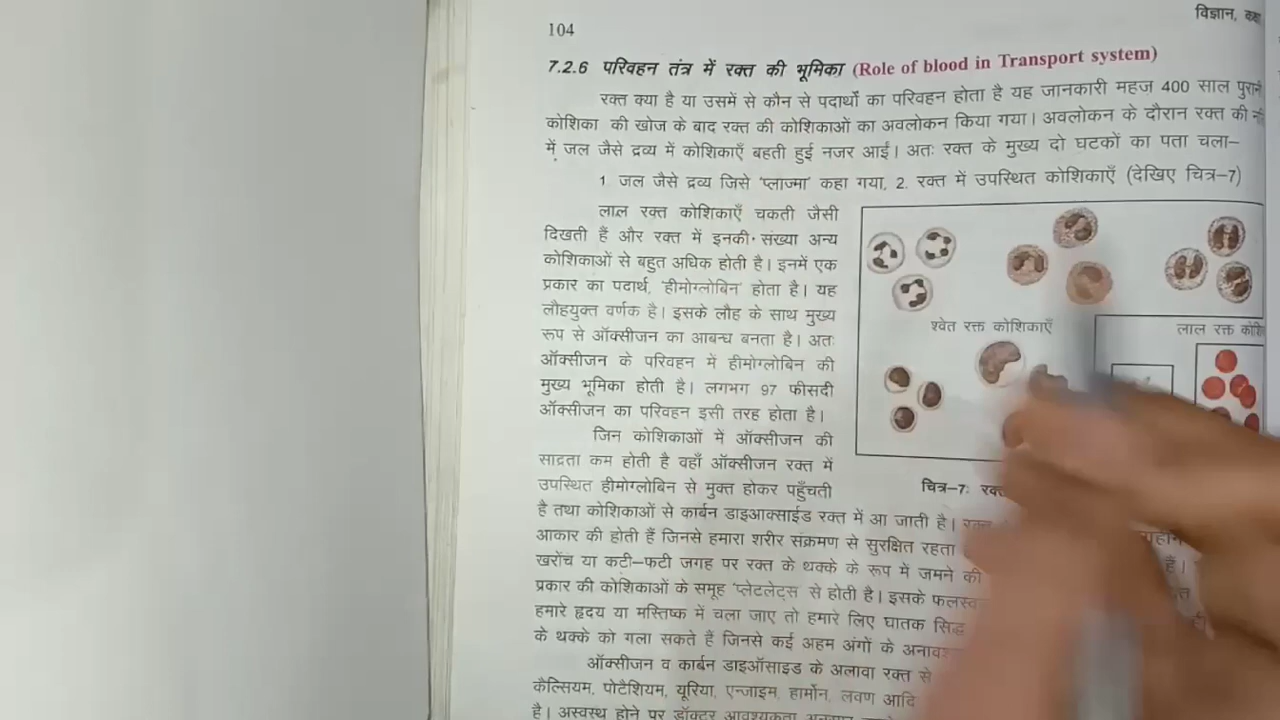 विज्ञान, कक्षा
104
7.2.6 परिवहन तंत्र में रक्त की भूमिका (Role of blood in Transport system)
रक्त क्या है या उसमें से कौन से पदार्थों का परिवहन होता है यह जानकारी महज 400 साल पुरानी
कोशिका की खोज के बाद रक्त की कोशिकाओं का अवलोकन किया गया। अवलोकन के दौरान रक्त की
में जल जैसे द्रव्य में कोशिकाएँ बहती हुई नजर आईं। अतः रक्त के मुख्य दो घटकों का पता चला–
1. जल जैसे द्रव्य जिसे 'प्लाज्मा' कहा गया, 2. रक्त में उपस्थित कोशिकाएँ (देखिए चित्र–7)
लाल रक्त कोशिकाएँ चकती जैसी
दिखती हैं और रक्त में इनकी संख्या अन्य
कोशिकाओं से बहुत अधिक होती है। इनमें एक
प्रकार का पदार्थ, 'हीमोग्लोबिन' होता है। यह
लौहयुक्त वर्णक है। इसके लौह के साथ मुख्य
रूप से ऑक्सीजन का आबन्ध बनता है। अतः
ऑक्सीजन के परिवहन में हीमोग्लोबिन की
मुख्य भूमिका होती है। लगभग 97 फीसदी
ऑक्सीजन का परिवहन इसी तरह होता है।
श्वेत रक्त कोशिकाएँ
लाल रक्त
जिन कोशिकाओं में ऑक्सीजन की
साद्रता कम होती है वहाँ ऑक्सीजन रक्त में
उपस्थित हीमोग्लोबिन से मुक्त होकर पहुँचती
चित्र–7:
है तथा कोशिकाओं से कार्बन डाइआक्साईड रक्त में आ जाती है।
आकार की होती हैं जिनसे हमारा शरीर संक्रमण से सुरक्षित रहता
खरोंच या कटी–फटी जगह पर रक्त के थक्के के रूप में जमने की
प्रकार की कोशिकाओं के समूह 'प्लेटलेट्स' से होती है। इसके
हमारे हृदय या मस्तिष्क में चला जाए तो हमारे लिए घातक सिद्ध
के थक्के को गला सकते हैं जिनसे कई अहम अंगों के
ऑक्सीजन व कार्बन डाइऑसाइड के अलावा रक्त से
कैल्सियम, पोटैशियम, यूरिया, एन्जाइम, हार्मोन, लवण आदि
है। अस्वस्थ होने पर डॉक्टर आवश्यकता